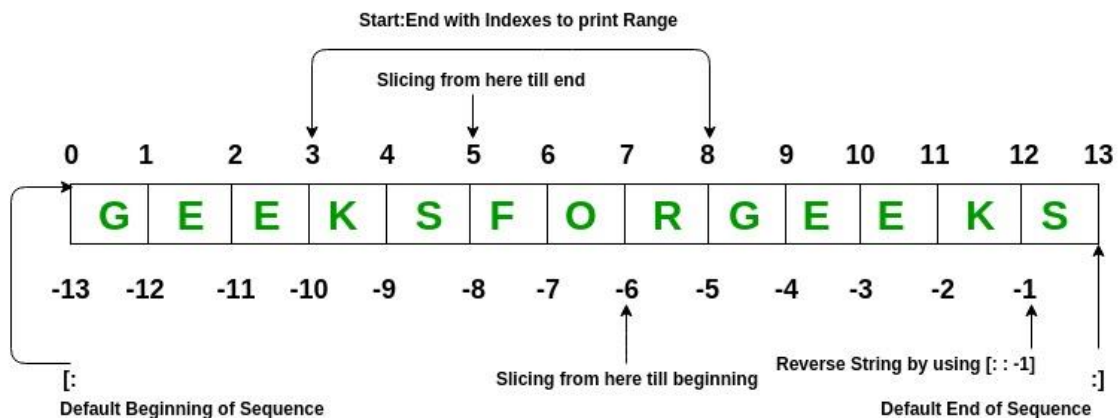 Start:End with Indexes to print Range
Slicing from here till end
0 1 2 3 4 5 6 7 8 9 10 11 12 13
G E E K S F O R G E E K S
-13 -12 -11 -10 -9 -8 -7 -6 -5 -4 -3 -2 -1
Reverse String by using [: : -1]
[: Slicing from here till beginning :]
Default Beginning of Sequence Default End of Sequence